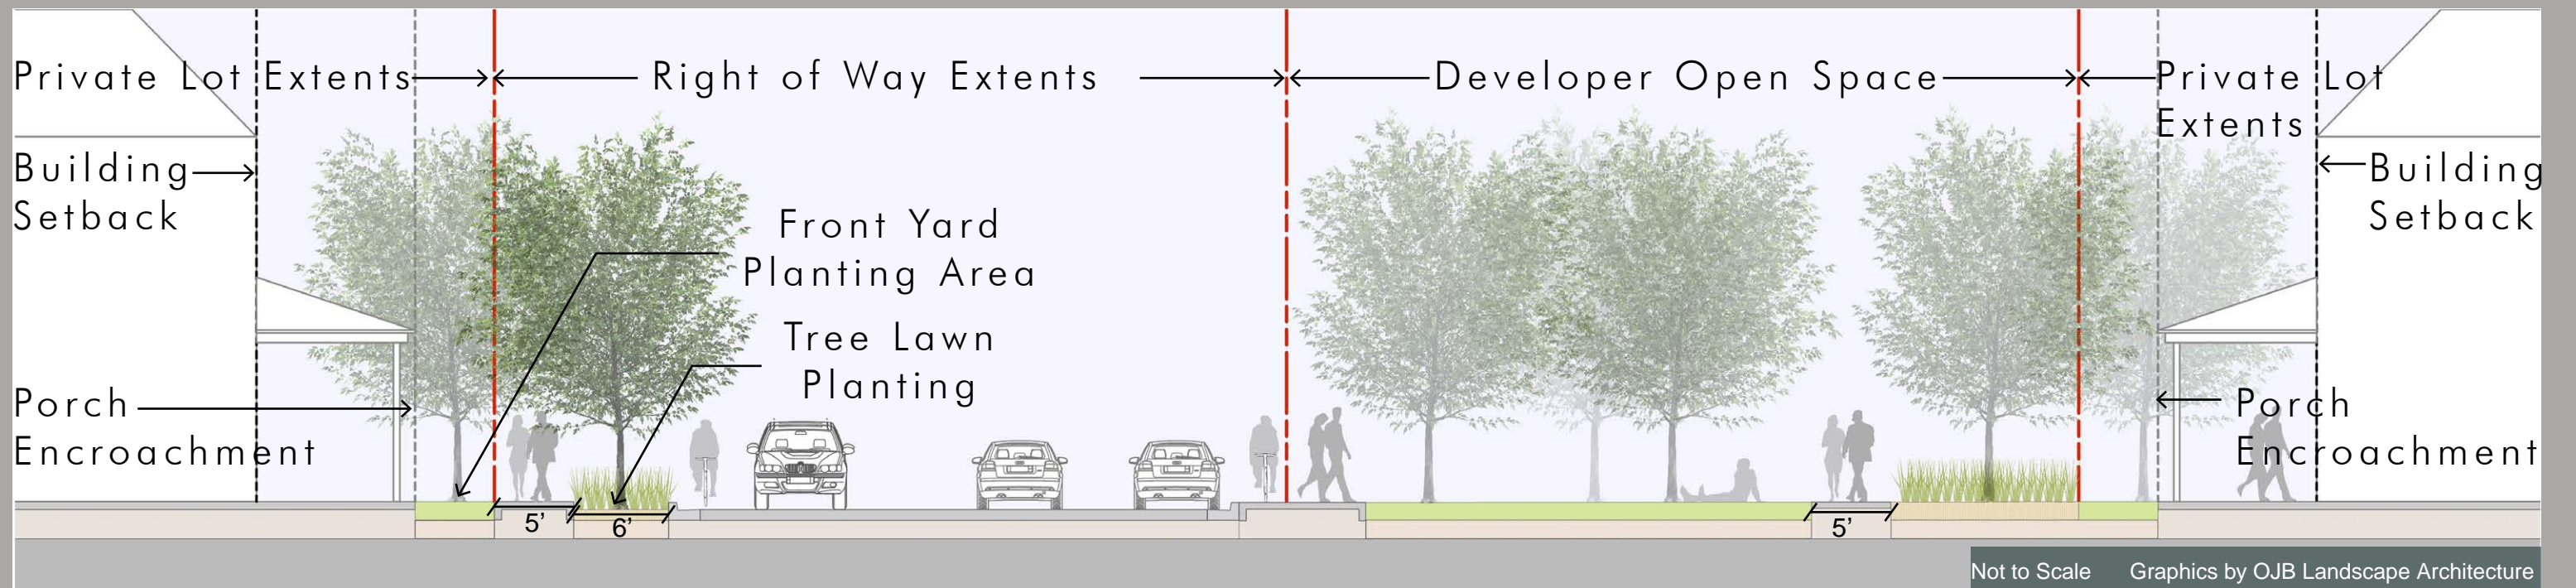 Private Lot Extents
Right of Way Extents
Developer Open Space
Private Lot
Extents
Building
Setback
Building
Setback
Front Yard
Planting Area
Tree Lawn
Planting
Porch
Encroachment
Porch
Encroachment
5’
6’
5’
Not to Scale
Graphics by OJB Landscape Architecture